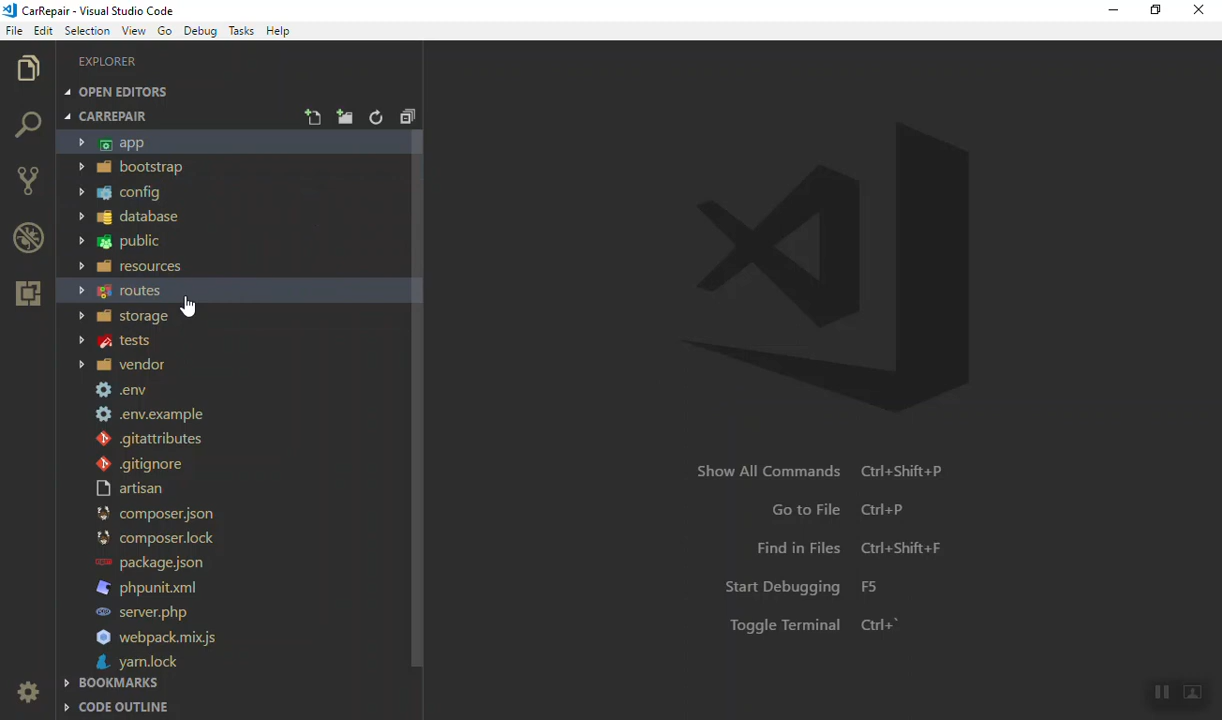 CarRepair - Visual Studio Code
File Edit Selection View Go Debug Tasks Help
EXPLORER
OPEN EDITORS
CARREPAIR
app
bootstrap
config
database
public
resources
routes
storage
tests
vendor
.env
.env.example
.gitattributes
.gitignore
artisan
composer.json
composer.lock
package.json
phpunit.xml
server.php
webpack.mix.js
yarn.lock
BOOKMARKS
CODE OUTLINE
Show All Commands Ctrl+Shift+P
Go to File Ctrl+P
Find in Files Ctrl+Shift+F
Start Debugging F5
Toggle Terminal Ctrl+`